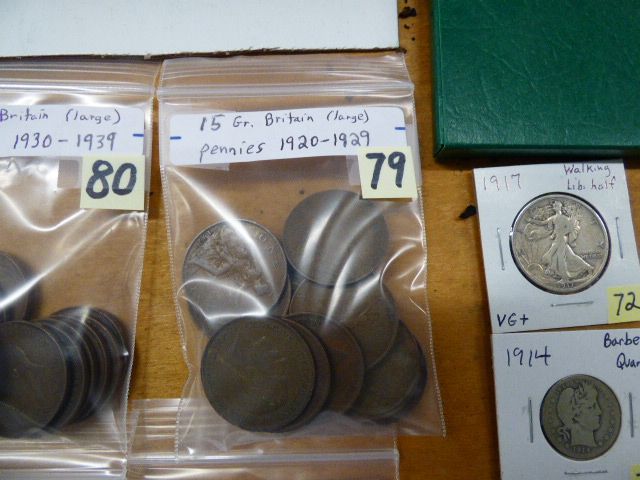 Britain (large)
1930-1939
80
15 Gr. Britain (large)
pennies 1920-1929
79
1917 Walking
Lib. half
VG+
72
1914 Barbe
Quar